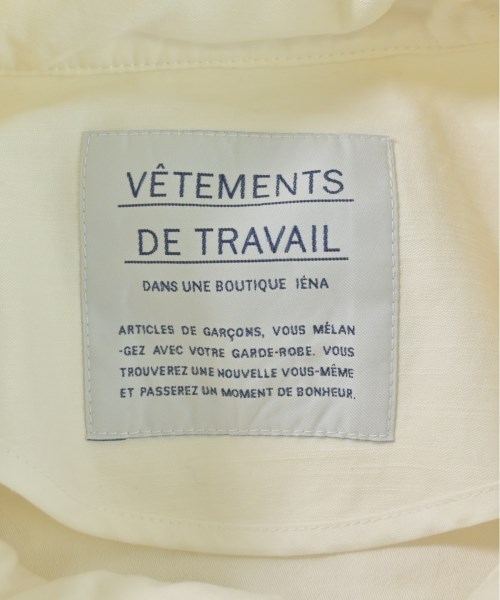 VÊTEMENTS
DE TRAVAIL
DANS UNE BOUTIQUE IÉNA
ARTICLES DE GARÇONS, VOUS MÉLAN
-GEZ AVEC VOTRE GARDE-ROBE. VOUS
TROUVEREZ UNE NOUVELLE VOUS-MÊME
ET PASSEREZ UN MOMENT DE BONHEUR.